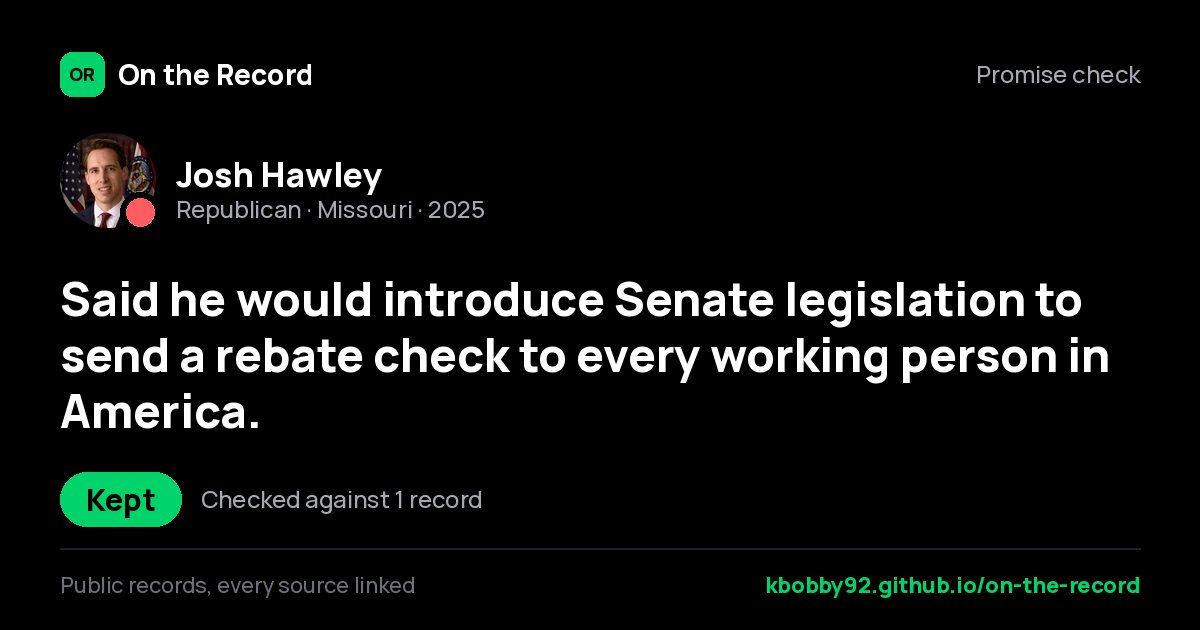 OR On the Record
Promise check
Josh Hawley
Republican · Missouri · 2025
Said he would introduce Senate legislation to
send a rebate check to every working person in
America.
Kept
Checked against 1 record
Public records, every source linked
kbobby92.github.io/on-the-record